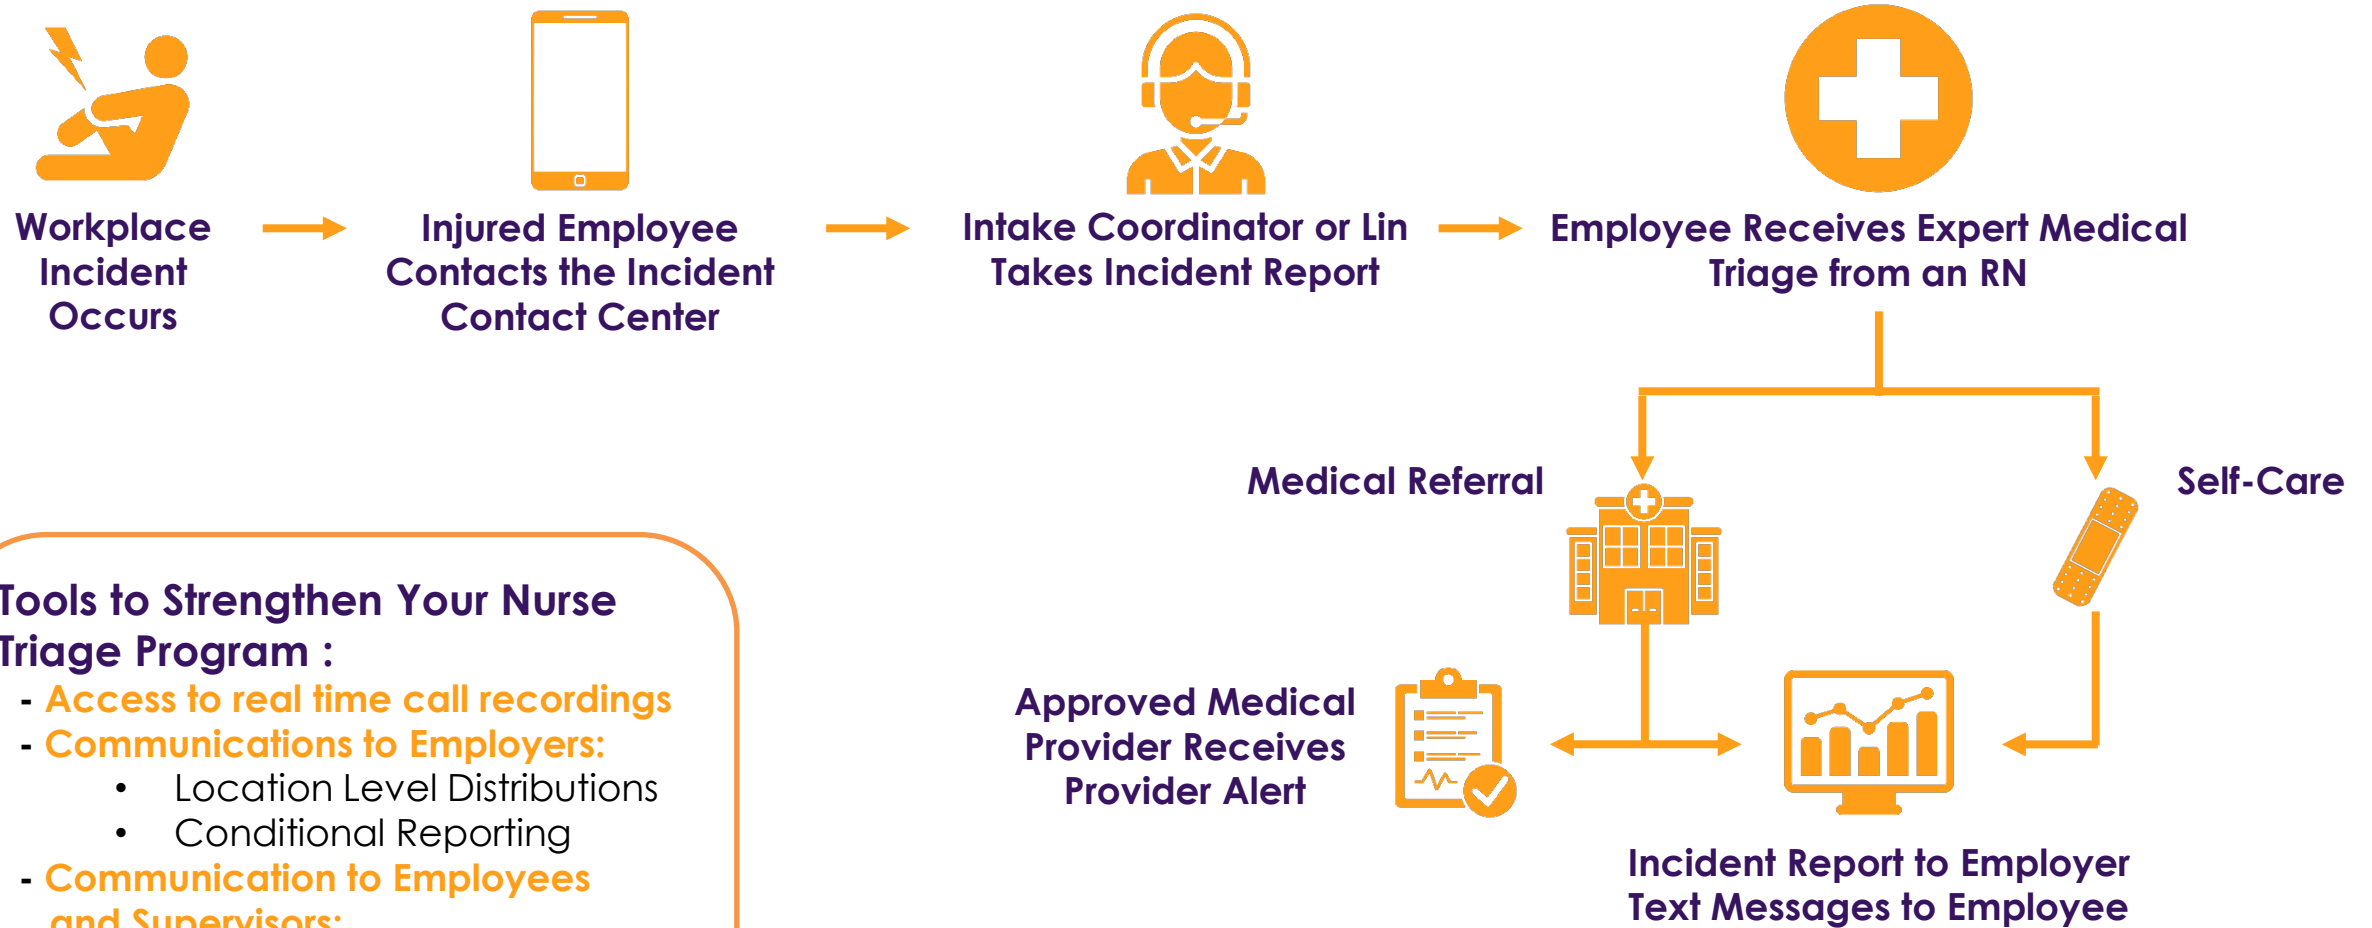 Workplace
Incident
Occurs
Injured Employee
Contacts the Incident
Contact Center
Intake Coordinator or Lin
Takes Incident Report
Employee Receives Expert Medical
Triage from an RN
Medical Referral
Self-Care
Tools to Strengthen Your Nurse
Triage Program :
- Access to real time call recordings
- Communications to Employers:
• Location Level Distributions
• Conditional Reporting
- Communication to Employees
and Supervisors:
Approved Medical
Provider Receives
Provider Alert
Incident Report to Employer
Text Messages to Employee